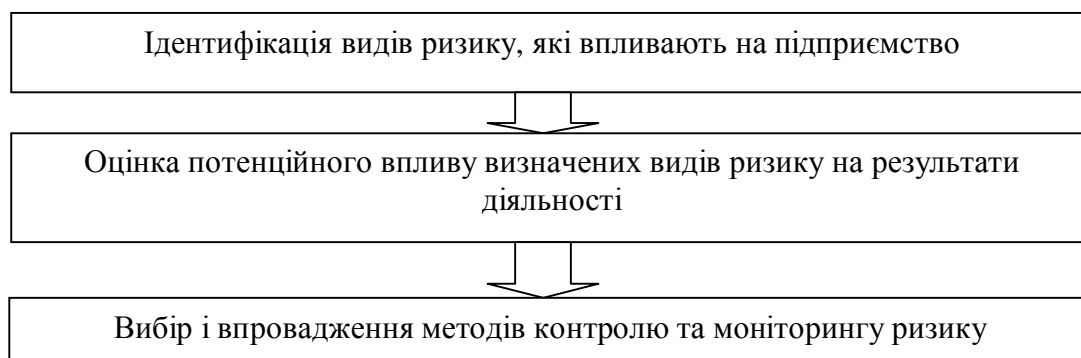 Ідентифікація видів ризику, які впливають на підприємство
Оцінка потенційного впливу визначених видів ризику на результати
діяльності
Вибір і впровадження методів контролю та моніторингу ризику